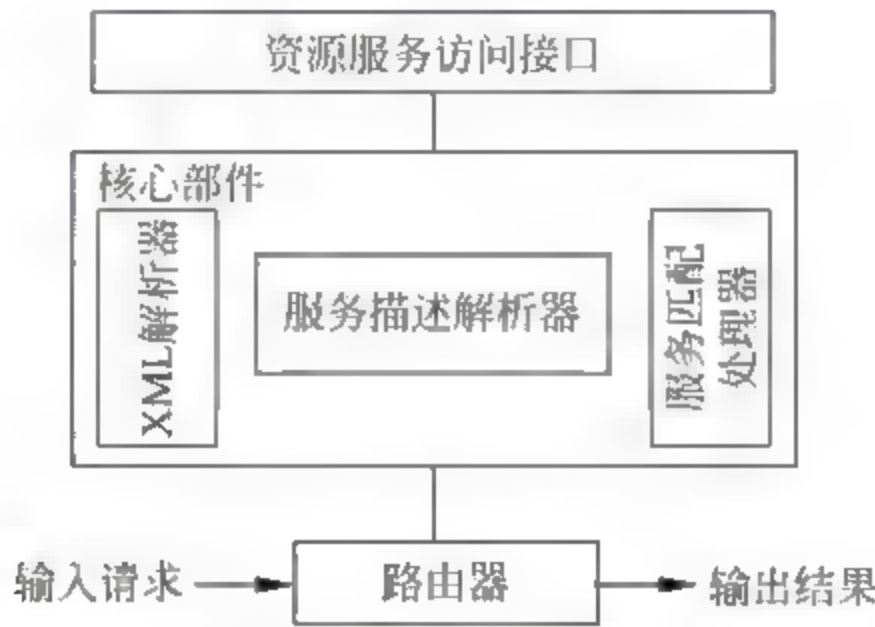 资源服务访问接口
核心部件
XML解析器
服务描述解析器
服务匹配
处理器
输入请求
路由器
输出结果